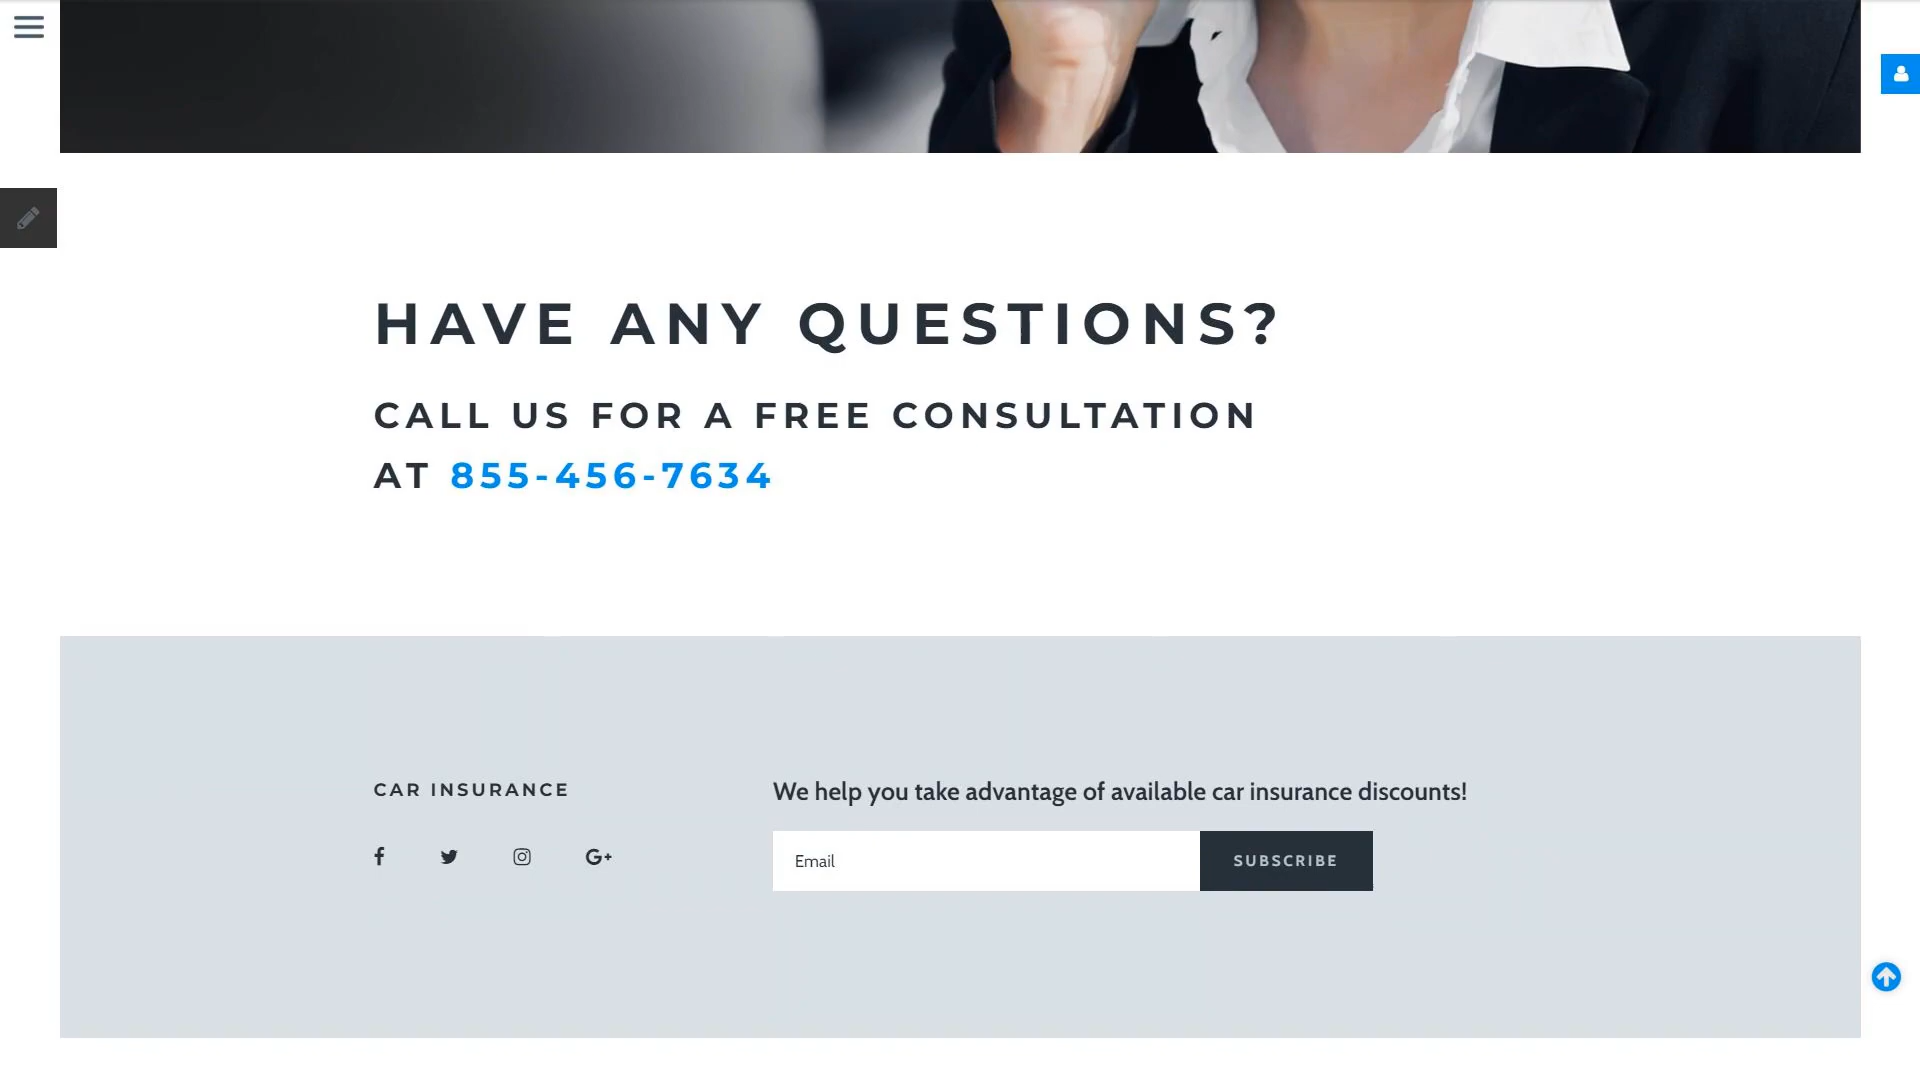 HAVE ANY QUESTIONS?
CALL US FOR A FREE CONSULTATION
AT 855-456-7634
CAR INSURANCE
We help you take advantage of available car insurance discounts!
Email
SUBSCRIBE